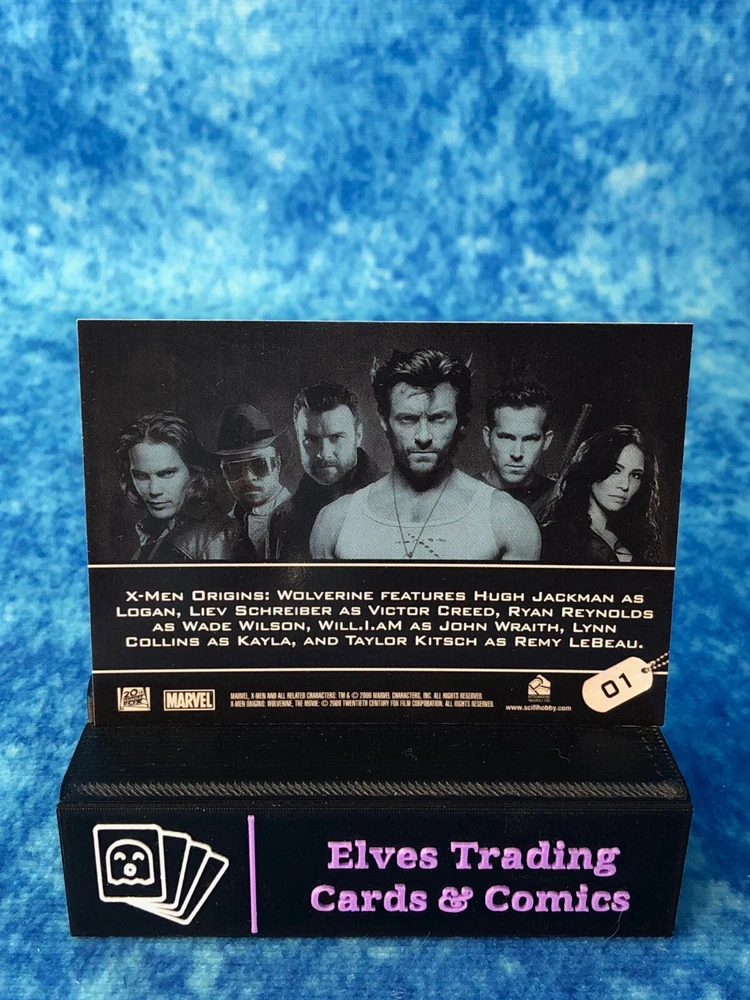 X-Men Origins: Wolverine features Hugh Jackman as
Logan, Liev Schreiber as Victor Creed, Ryan Reynolds
as Wade Wilson, Will.I.Am as John Wraith, Lynn
Collins as Kayla, and Taylor Kitsch as Remy LeBeau.
01
20th
Century
Fox
MARVEL
MARVEL, X-MEN AND ALL RELATED CHARACTERS: TM & © 2009 MARVEL CHARACTERS, INC. ALL RIGHTS RESERVED.
X-MEN ORIGINS: WOLVERINE, THE MOVIE: © 2009 TWENTIETH CENTURY FOX FILM CORPORATION. ALL RIGHTS RESERVED.
www.scifihobby.com
Elves Trading
Cards & Comics